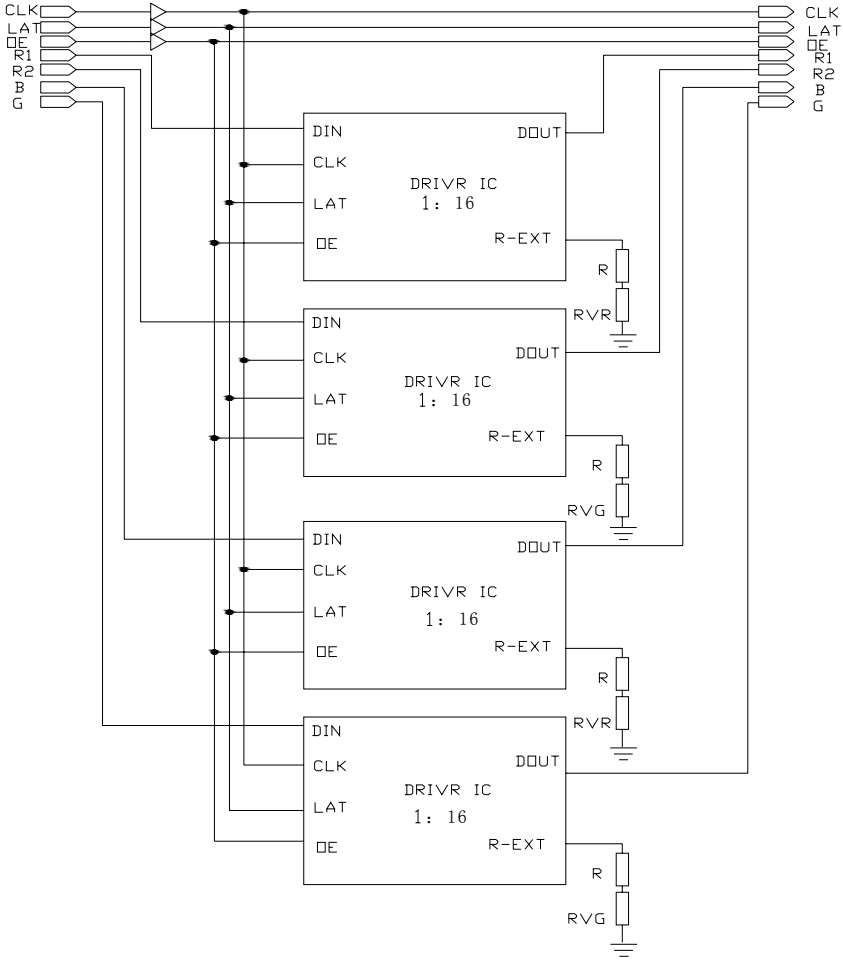 CLK CLK
LAT LAT
OE OE
R1 R1
R2 R2
B B
G G
DIN DOUT
CLK
DRIVR IC
1: 16
LAT
OE R-EXT
R
RVR
DIN
CLK DOUT
DRIVR IC
1: 16
LAT
OE R-EXT
R
RVG
DIN DOUT
CLK
DRIVR IC
LAT 1: 16
OE R-EXT
R
RVR
DIN
CLK DOUT
DRIVR IC
LAT 1: 16
OE R-EXT
R
RVG